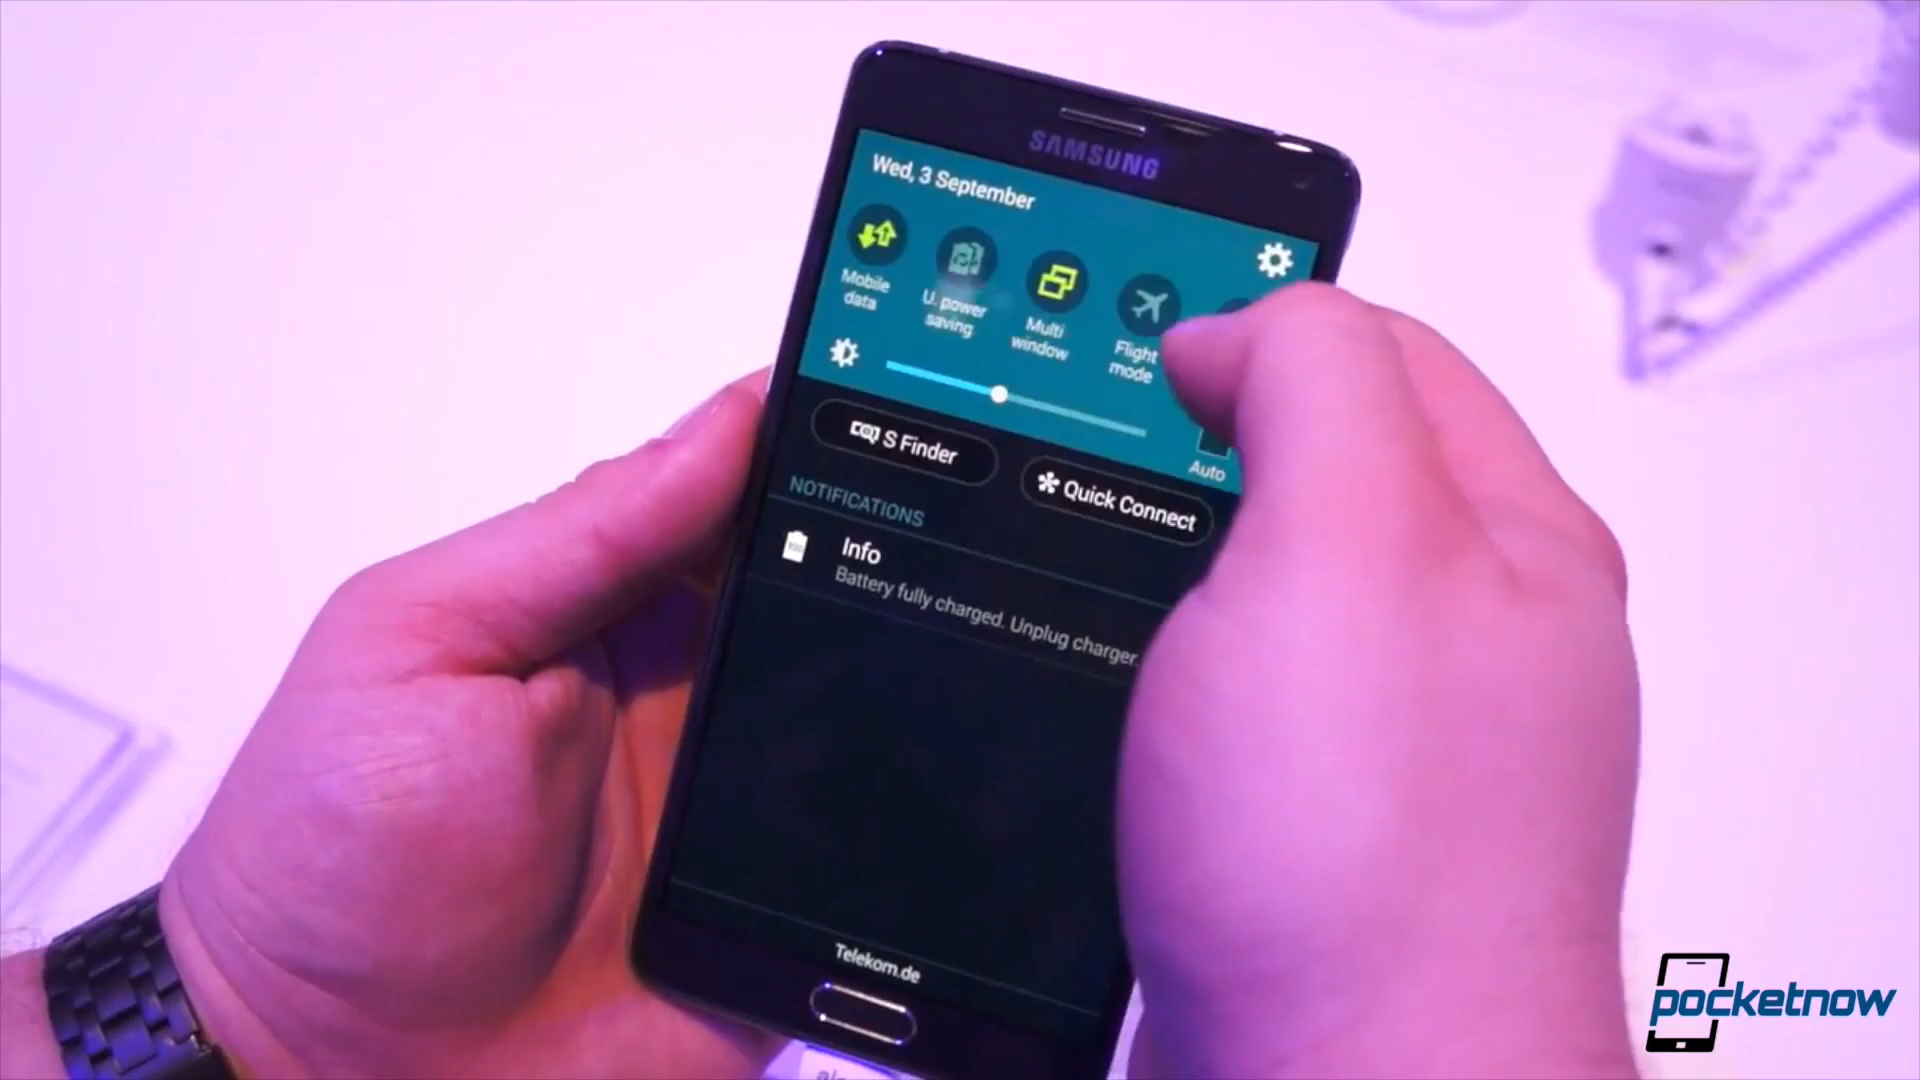 SAMSUNG
Wed, 3 September
Mobile
data
U. power
saving
Multi
window
Flight
mode
Auto
S Finder
Quick Connect
NOTIFICATIONS
Info
Battery fully charged. Unplug charger.
Telekom.de
pocketnow